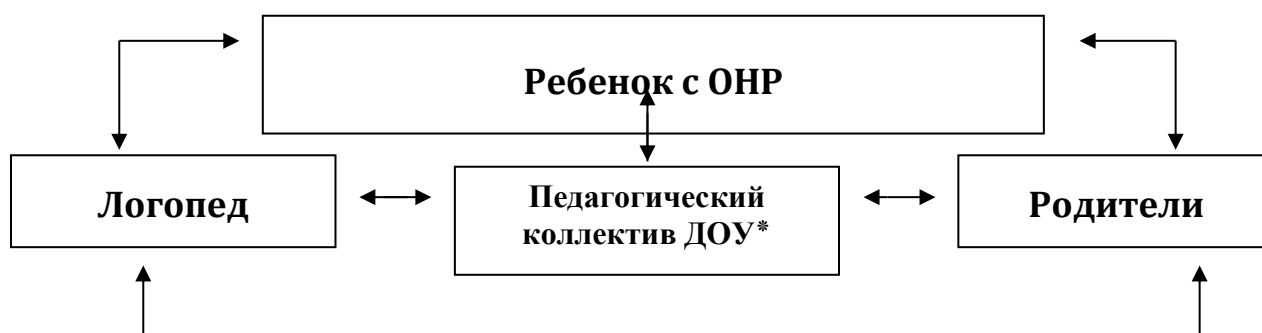 Ребенок с ОНР
Логопед
Педагогический
коллектив ДОУ*
Родители